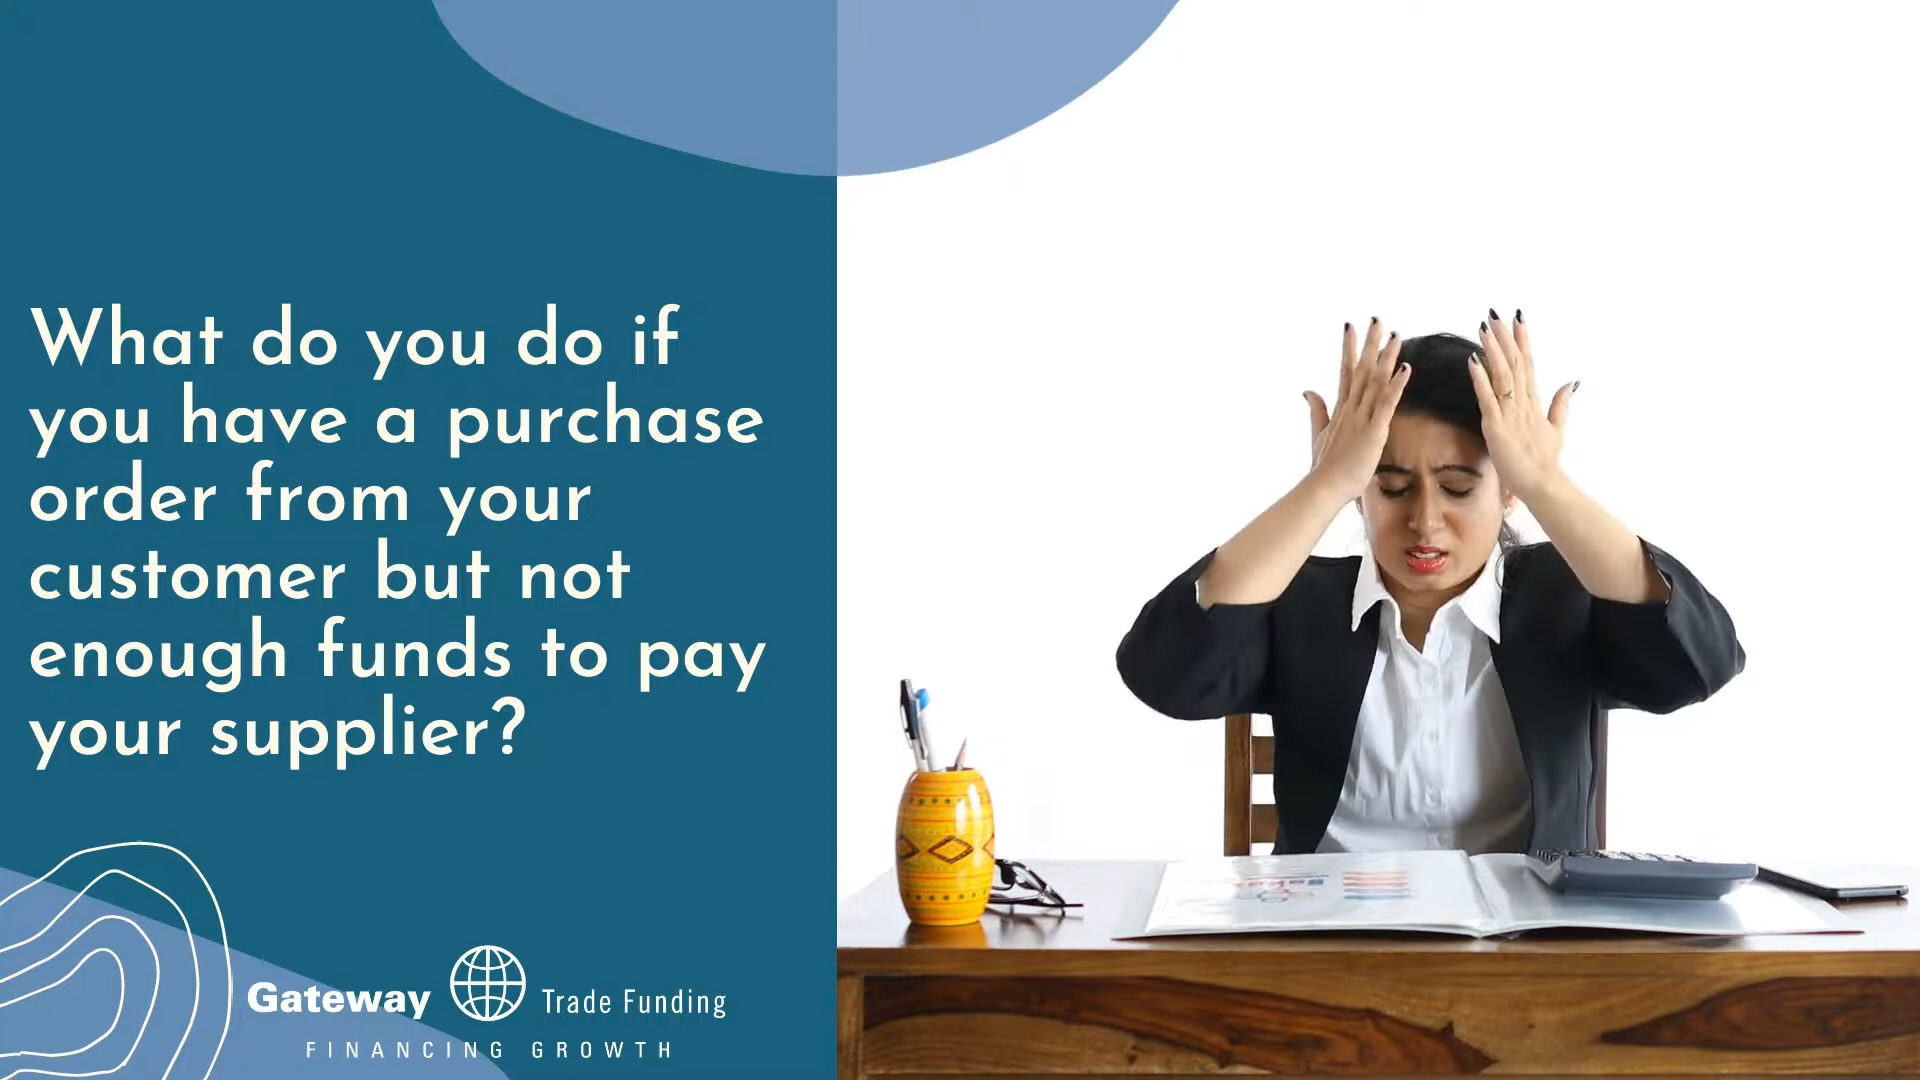 What do you do if
you have a purchase
order from your
customer but not
enough funds to pay
your supplier?
Gateway Trade Funding
FINANCING GROWTH